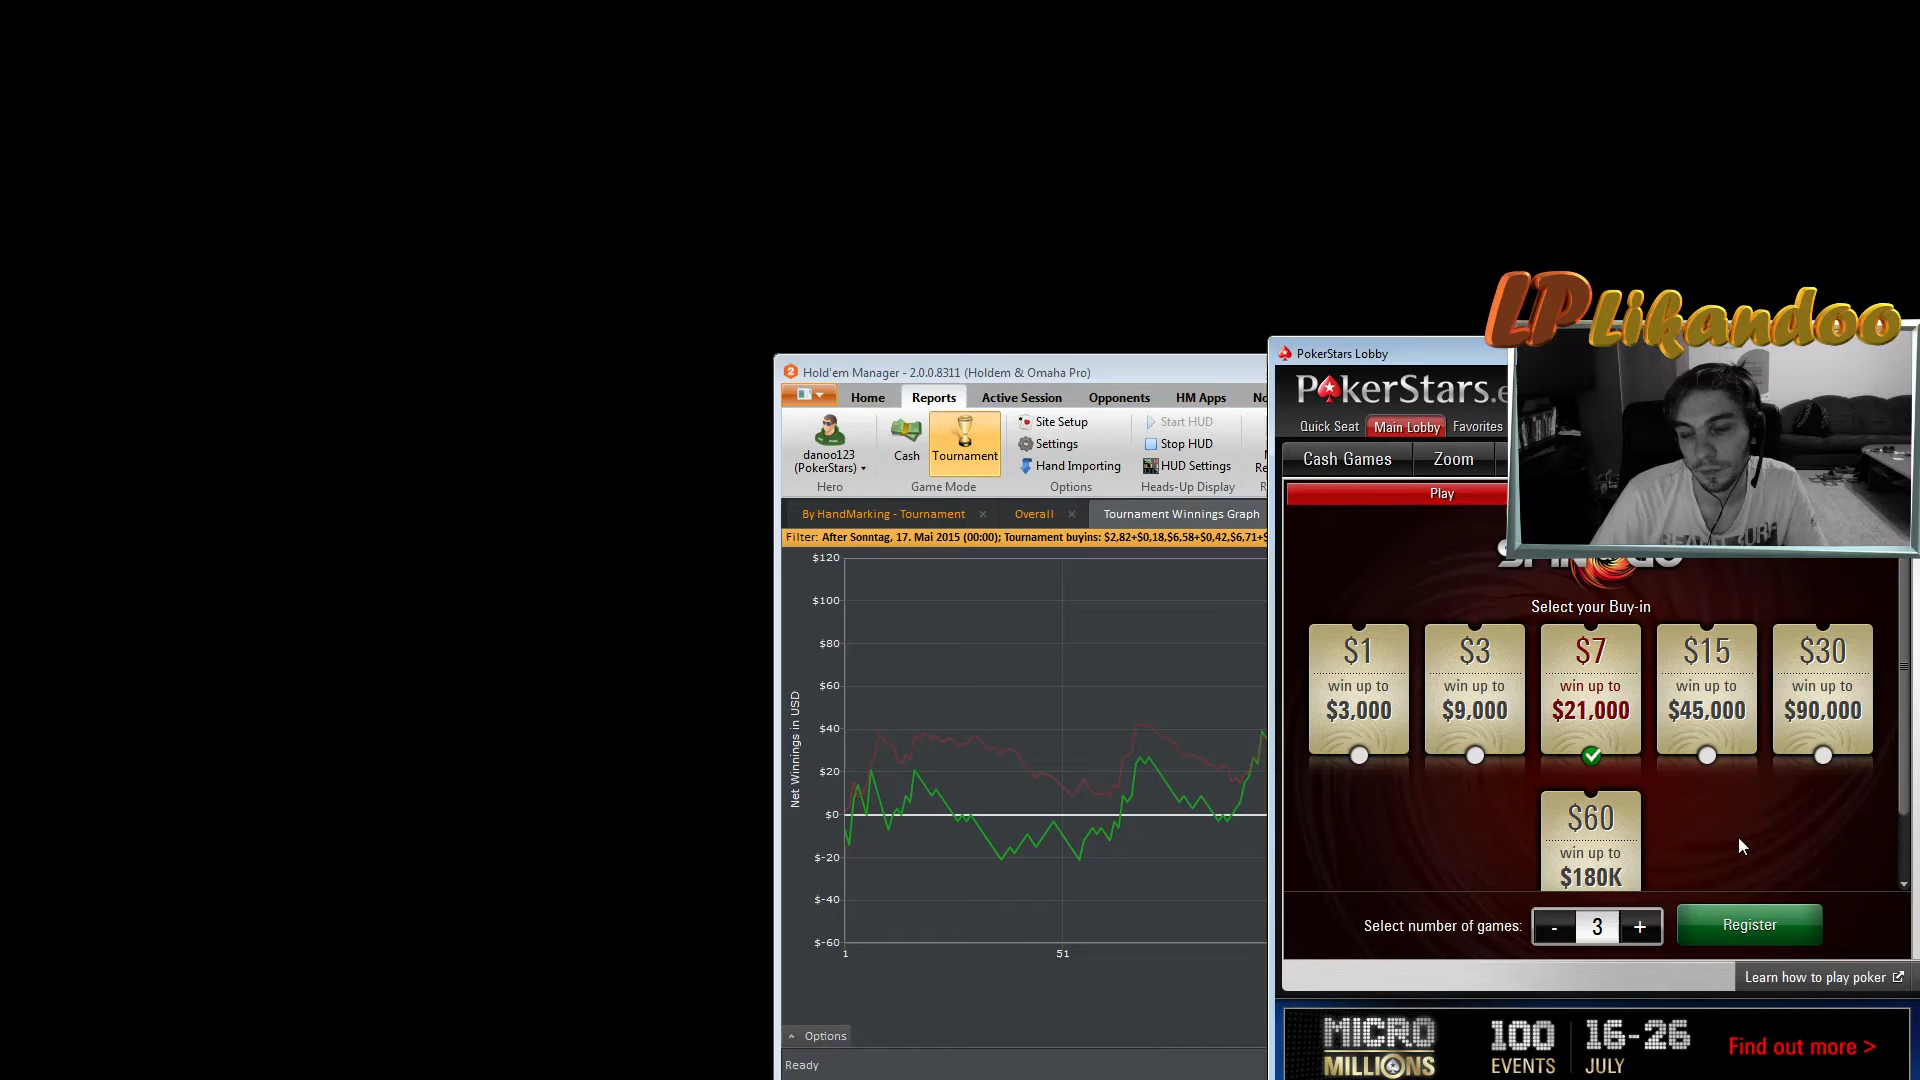 LP Likandoo
Hold'em Manager - 2.0.0.8311 (Holdem & Omaha Pro)
Home Reports Active Session Opponents HM Apps
danoo123
(PokerStars)
Hero
Cash
Tournament
Game Mode
Site Setup
Settings
Hand Importing
Options
Start HUD
Stop HUD
HUD Settings
Heads-Up Display
By HandMarking - Tournament
Overall
Tournament Winnings Graph
Filter: After Sonntag, 17. Mai 2015 (00:00); Tournament buyins: $2,82+$0,18,$6,58+$0,42,$6,71+$
Net Winnings in USD
$120
$100
$80
$60
$40
$20
$0
$-20
$-40
$-60
1
51
Options
Ready
PokerStars Lobby
PokerStars.e
Quick Seat Main Lobby Favorites
Cash Games Zoom
Play
Select your Buy-in
$1
win up to
$3,000
$3
win up to
$9,000
$7
win up to
$21,000
$15
win up to
$45,000
$30
win up to
$90,000
$60
win up to
$180K
Select number of games: - 3 +
Register
Learn how to play poker
MICRO
MILLIONS
100
EVENTS
16-26
JULY
Find out more >